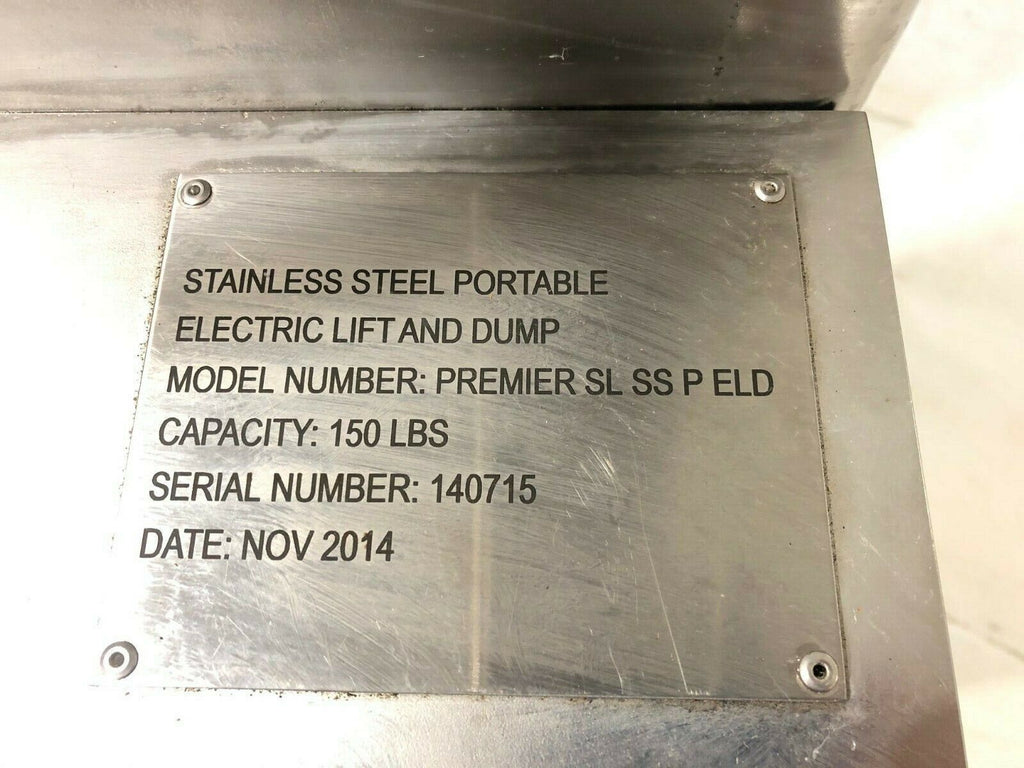 STAINLESS STEEL PORTABLE
ELECTRIC LIFT AND DUMP
MODEL NUMBER: PREMIER SL SS P ELD
CAPACITY: 150 LBS
SERIAL NUMBER: 140715
DATE: NOV 2014